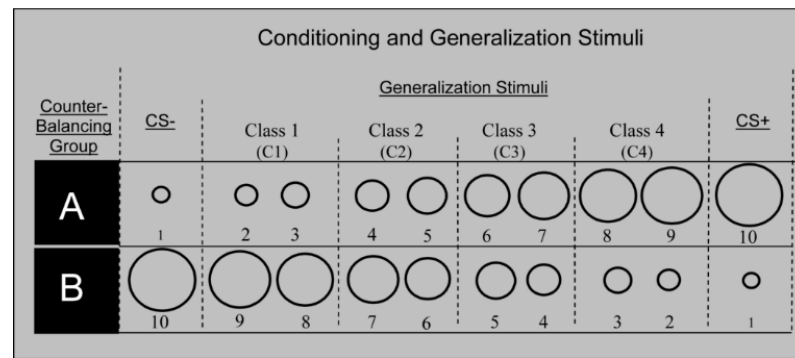 Conditioning and Generalization Stimuli
Generalization Stimuli
Counter-
Balancing
Group
CS-
Class 1
(C1)
Class 2
(C2)
Class 3
(C3)
Class 4
(C4)
CS+
A
1 2 3 4 5 6 7 8 9 10
B
10 9 8 7 6 5 4 3 2 1